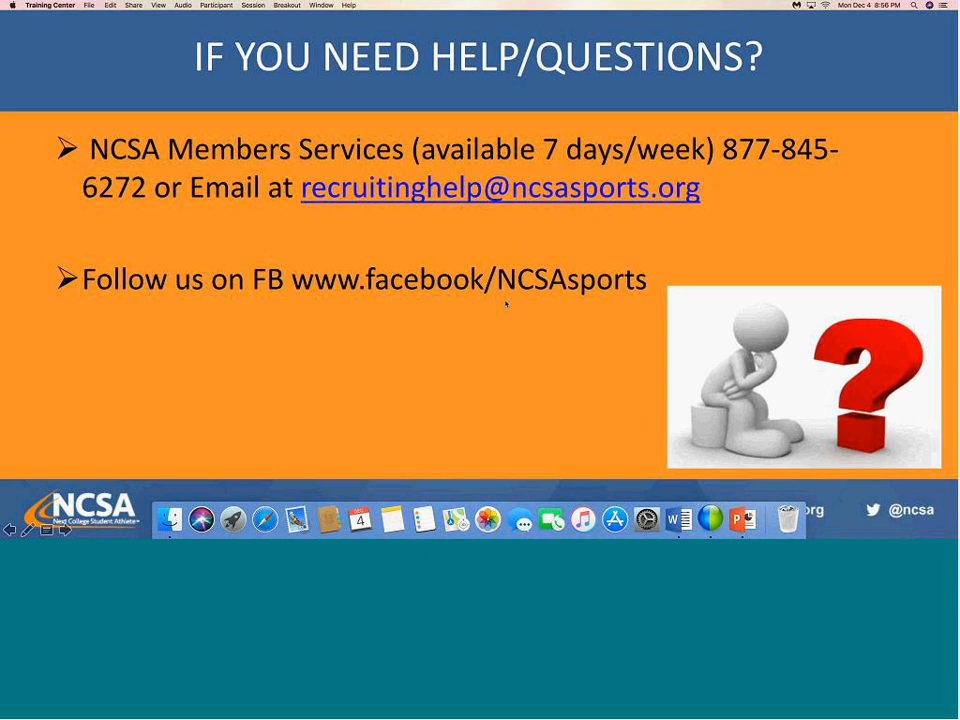 Training Center File Edit Share View Audio Participant Session Breakout Window Help Mon Dec 4 8:56 PM
IF YOU NEED HELP/QUESTIONS?
NCSA Members Services (available 7 days/week) 877-845-
6272 or Email at recruitinghelp@ncsasports.org
Follow us on FB www.facebook/NCSAsports
NCSA
Next College Student Athlete
DEC
4
W
P
org
@ncsa